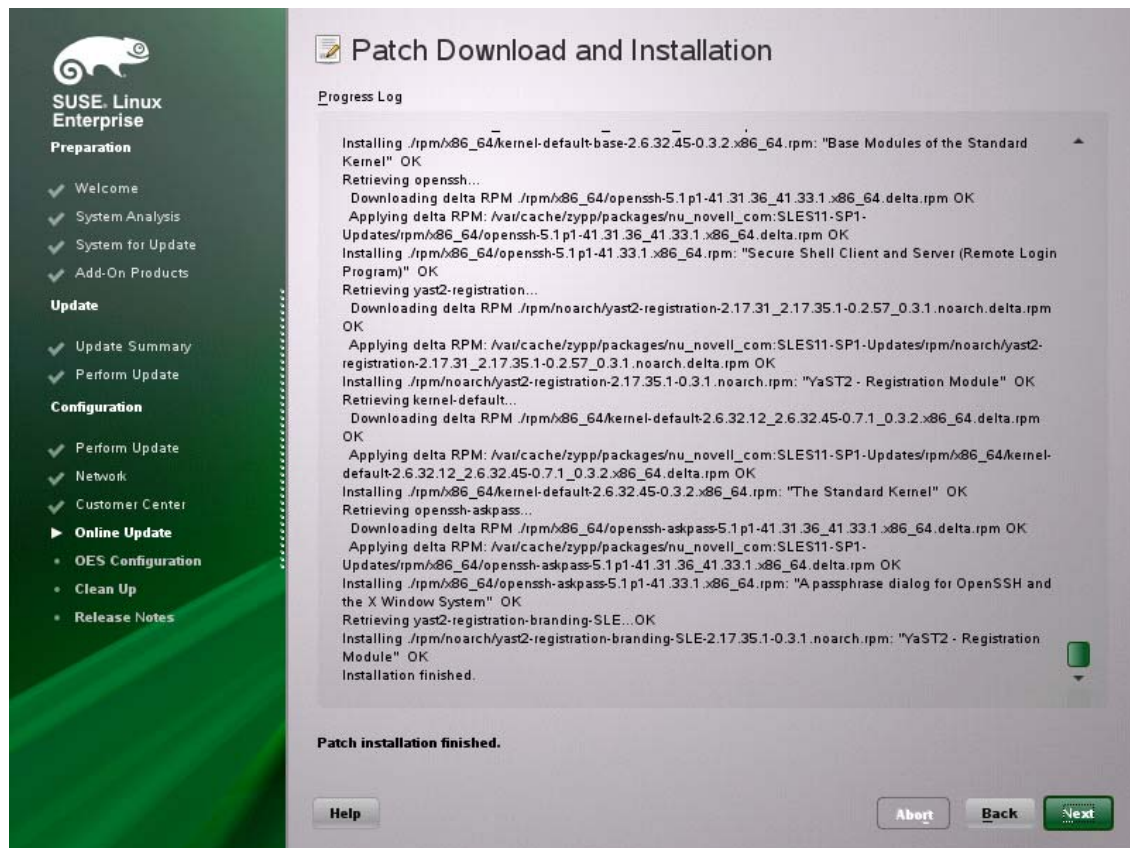 SUSE. Linux
Enterprise
Preparation
Welcome
System Analysis
System for Update
Add-On Products
Update
Update Summary
Perform Update
Configuration
Perform Update
Network
Customer Center
Online Update
OES Configuration
Clean Up
Release Notes
Patch Download and Installation
Progress Log
Installing ./rpm/x86_64/kernel-default-base-2.6.32.45-0.3.2.x86_64.rpm: "Base Modules of the Standard
Kernel" OK
Retrieving openssh...
Downloading delta RPM ./rpm/x86_64/openssh-5.1p1-41.31.36_41.33.1.x86_64.delta.rpm OK
Applying delta RPM: /var/cache/zypp/packages/nu_novell_com:SLES11-SP1-
Updates/rpm/x86_64/openssh-5.1p1-41.31.36_41.33.1.x86_64.delta.rpm OK
Installing ./rpm/x86_64/openssh-5.1p1-41.33.1.x86_64.rpm: "Secure Shell Client and Server (Remote Login
Program)" OK
Retrieving yast2-registration...
Downloading delta RPM ./rpm/noarch/yast2-registration-2.17.31_2.17.35.1-0.2.57_0.3.1.noarch.delta.rpm
OK
Applying delta RPM: /var/cache/zypp/packages/nu_novell_com:SLES11-SP1-Updates/rpm/noarch/yast2-
registration-2.17.31_2.17.35.1-0.2.57_0.3.1.noarch.delta.rpm OK
Installing ./rpm/noarch/yast2-registration-2.17.35.1-0.3.1.noarch.rpm: "YaST2 - Registration Module" OK
Retrieving kernel-default...
Downloading delta RPM ./rpm/x86_64/kernel-default-2.6.32.12_2.6.32.45-0.7.1_0.3.2.x86_64.delta.rpm
OK
Applying delta RPM: /var/cache/zypp/packages/nu_novell_com:SLES11-SP1-Updates/rpm/x86_64/kernel-
default-2.6.32.12_2.6.32.45-0.7.1_0.3.2.x86_64.delta.rpm OK
Installing ./rpm/x86_64/kernel-default-2.6.32.45-0.3.2.x86_64.rpm: "The Standard Kernel" OK
Retrieving openssh-askpass...
Downloading delta RPM ./rpm/x86_64/openssh-askpass-5.1p1-41.31.36_41.33.1.x86_64.delta.rpm OK
Applying delta RPM: /var/cache/zypp/packages/nu_novell_com:SLES11-SP1-
Updates/rpm/x86_64/openssh-askpass-5.1p1-41.31.36_41.33.1.x86_64.delta.rpm OK
Installing ./rpm/x86_64/openssh-askpass-5.1p1-41.33.1.x86_64.rpm: "A passphrase dialog for OpenSSH and
the X Window System" OK
Retrieving yast2-registration-branding-SLE...OK
Installing ./rpm/noarch/yast2-registration-branding-SLE-2.17.35.1-0.3.1.noarch.rpm: "YaST2 - Registration
Module" OK
Installation finished.
Patch installation finished.
Help
Abort
Back
Next